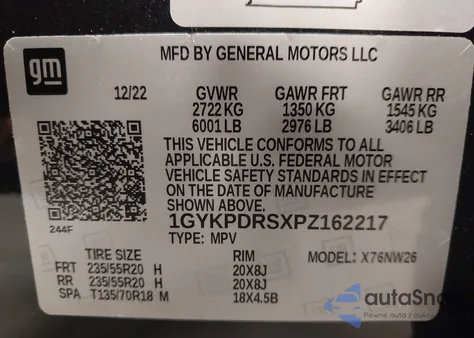 gm
MFD BY GENERAL MOTORS LLC
12/22 GVWR GAWR FRT GAWR RR
2722 KG 1350 KG 1545 KG
6001 LB 2976 LB 3406 LB
THIS VEHICLE CONFORMS TO ALL
APPLICABLE U.S. FEDERAL MOTOR
VEHICLE SAFETY STANDARDS IN EFFECT
ON THE DATE OF MANUFACTURE
SHOWN ABOVE.
244F
1GYKPDRSXPZ162217
TYPE: MPV
TIRE SIZE RIM MODEL: X76NW26
FRT 235/55R20 H 20X8J
RR 235/55R20 H 20X8J
SPA T135/70R18 M 18X4.5B
autaSna
Pewne auta z aukc